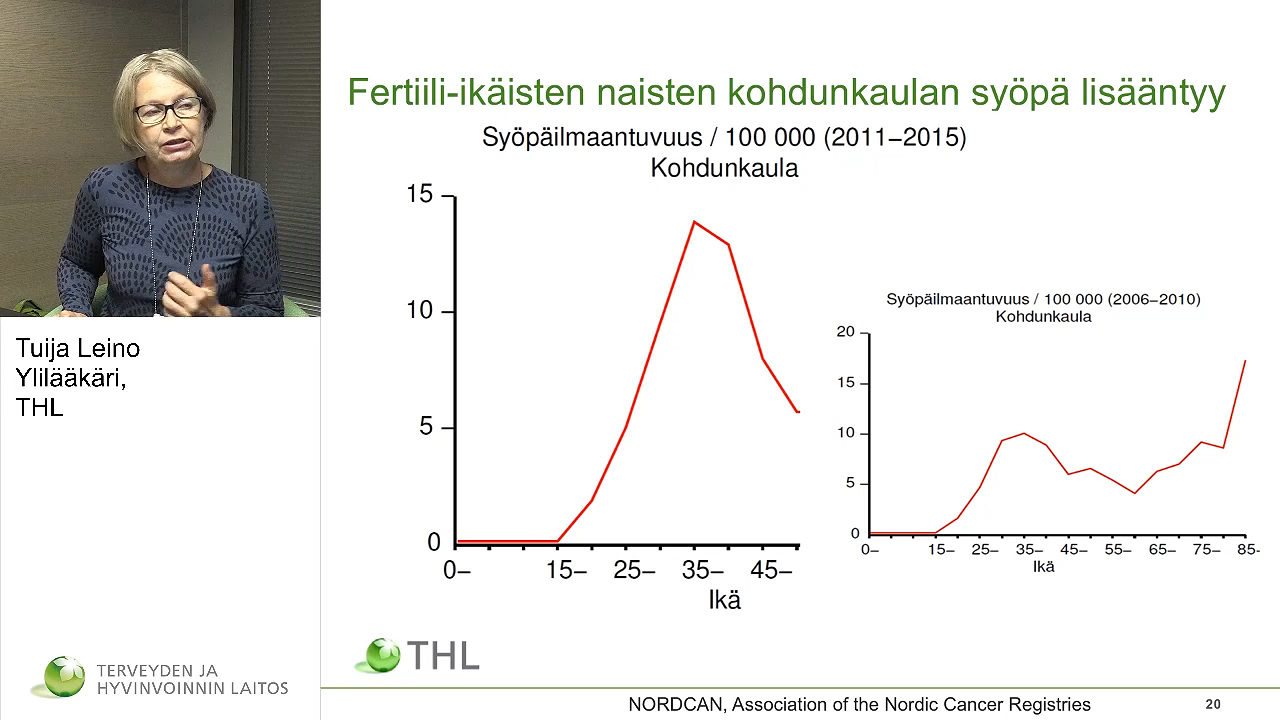 Fertiili-ikäisten naisten kohdunkaulan syöpä lisääntyy
Syöpäilmaantuvuus / 100 000 (2011–2015)
Kohdunkaula
15
10
5
0
0– 15– 25– 35– 45–
Ikä
Syöpäilmaantuvuus / 100 000 (2006–2010)
Kohdunkaula
20
15
10
5
0
0– 15– 25– 35– 45– 55– 65– 75– 85-
Ikä
Tuija Leino
Ylilääkäri,
THL
TERVEYDEN JA
HYVINVOINNIN LAITOS
THL
NORDCAN, Association of the Nordic Cancer Registries
20